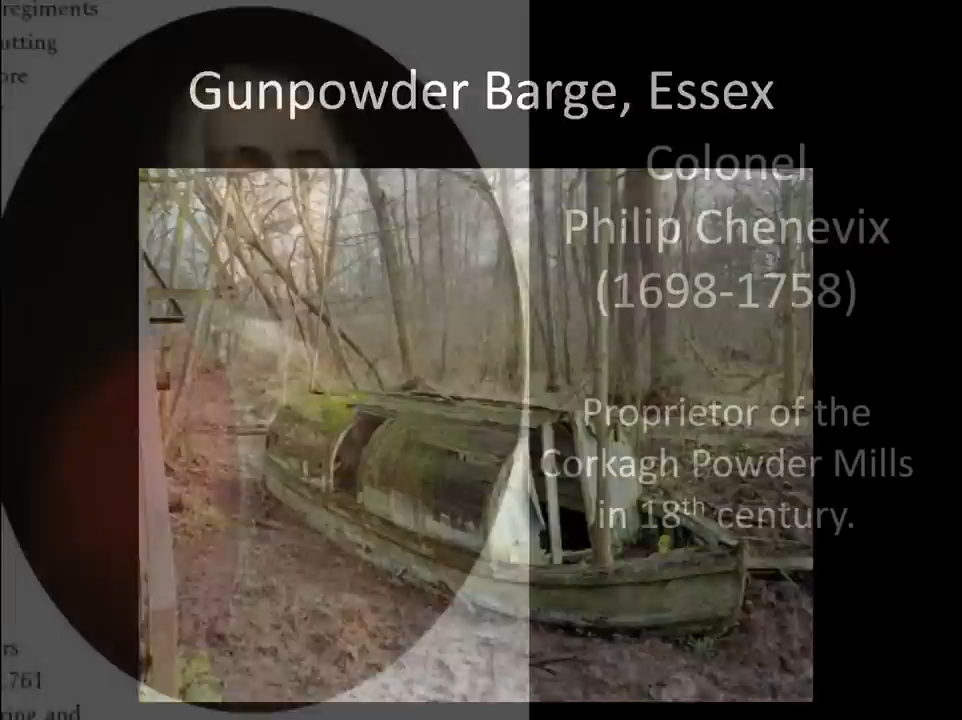 regiments
utting
ore
Gunpowder Barge, Essex
Colonel
Philip Chenevix
(1698-1758)
Proprietor of the
Corkagh Powder Mills
in 18th century.
rs
761
ring and